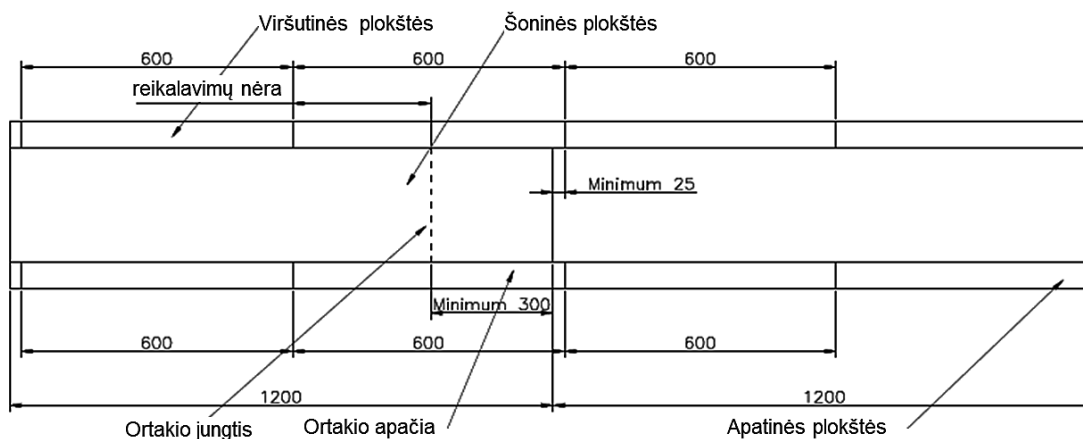 Viršutinės plokštės
Šoninės plokštės
600
600
600
reikalavimų nėra
Minimum 25
Minimum 300
600
600
600
1200
1200
Ortakio jungtis
Ortakio apačia
Apatinės plokštės